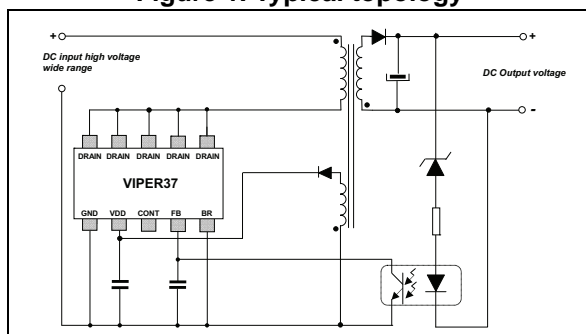 Figure 1. Typical topology
+
DC input high voltage
wide range
+
DC Output voltage
-
DRAIN DRAIN DRAIN DRAIN DRAIN
VIPER37
GND VDD CONT FB BR